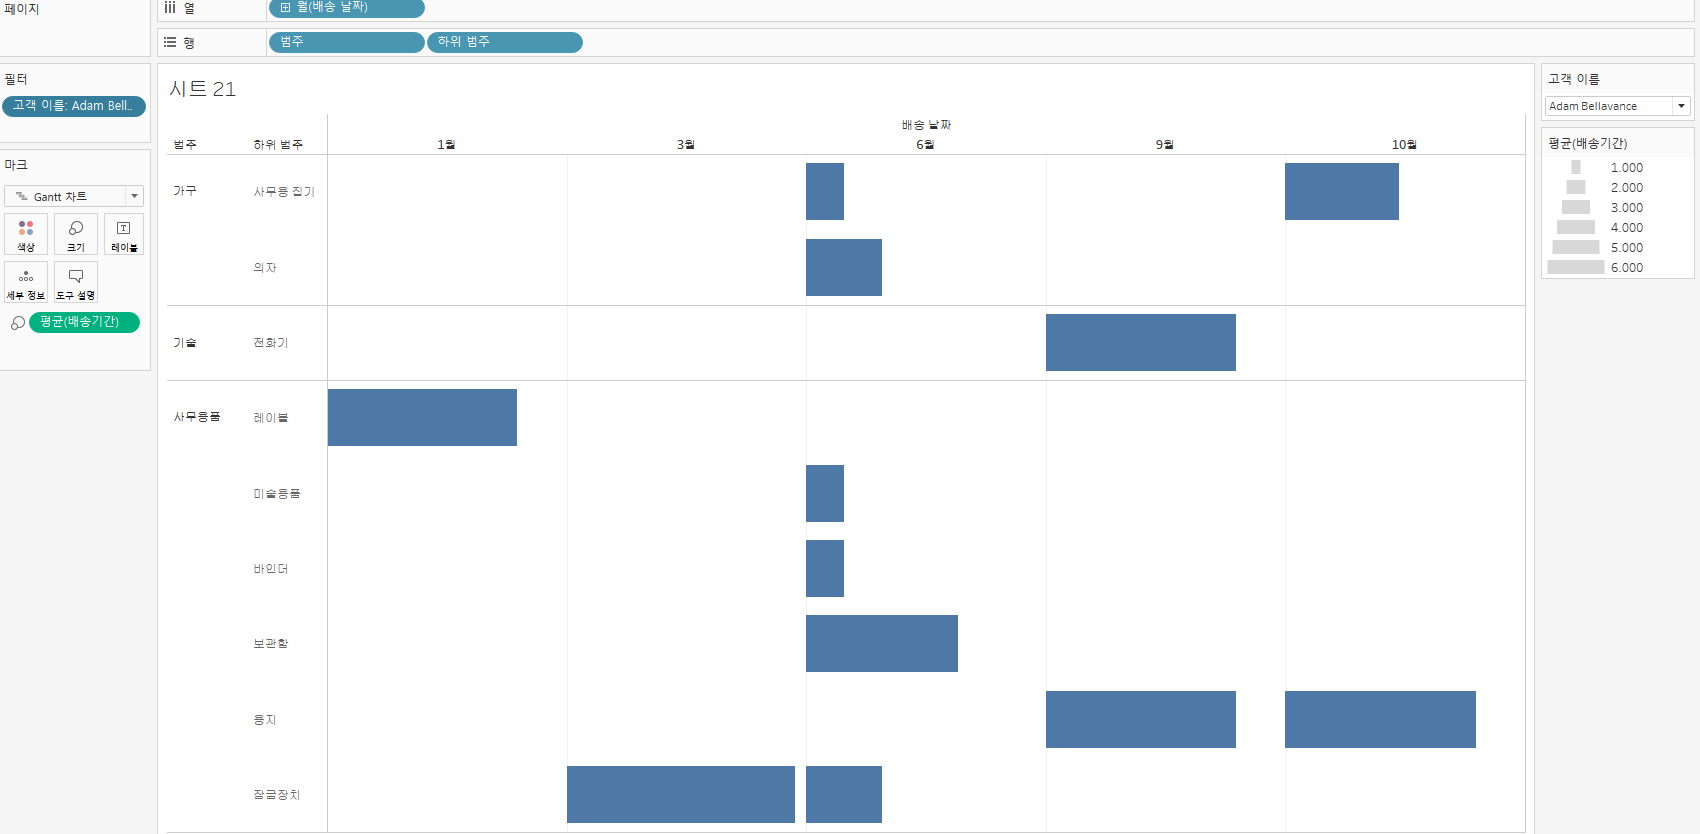 페이지
열
월(배송 날짜)
행
범주
하위 범주
필터
고객 이름: Adam Bell..
마크
Gantt 차트
색상
크기
레이블
세부 정보
도구 설명
평균(배송기간)
시트 21
배송 날짜
범주
하위 범주
1월
3월
6월
9월
10월
가구
사무용 집기
의자
기술
전화기
사무용품
레이블
미술용품
바인더
보관함
용지
잠금장치
고객 이름
Adam Bellavance
평균(배송기간)
1.000
2.000
3.000
4.000
5.000
6.000